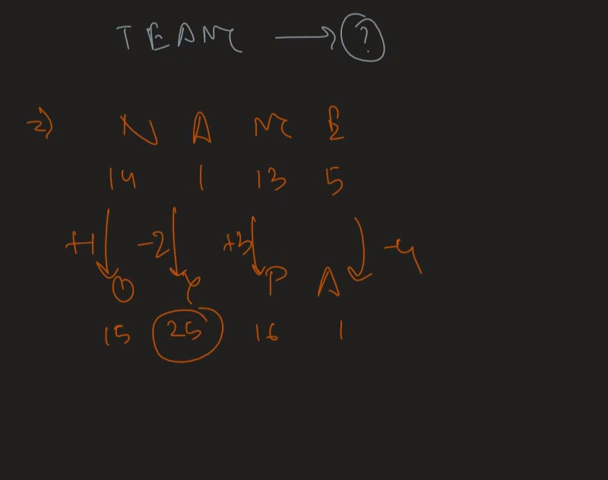 TEAM → ?
2) N A M E
14 1 13 5
+1 -2 +3 -4
O Y P A
15 25 16 1